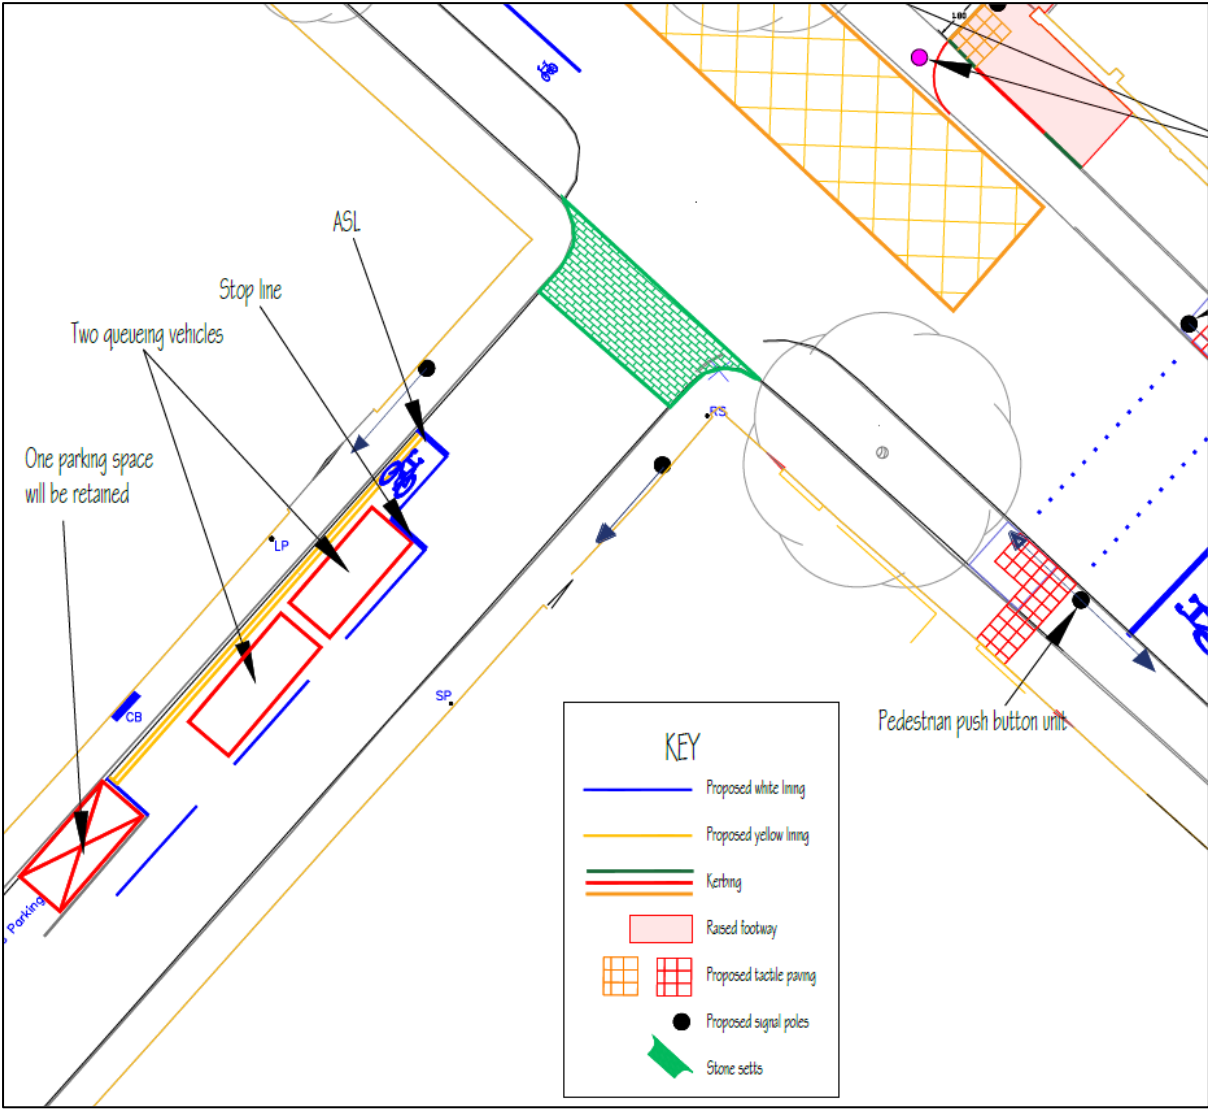 1.80
ASL
Stop line
Two queueing vehicles
One parking space
will be retained
RS
LP
SP
CB
Parking
Pedestrian push button unit
KEY
Proposed white lining
Proposed yellow lining
Kerbing
Raised footway
Proposed tactile paving
Proposed signal poles
Stone setts